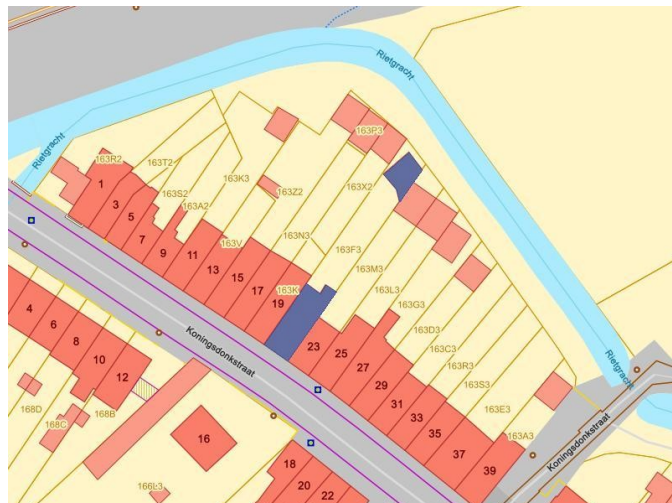 Rietgracht
Rietgracht
163P3
163R2
163T2
1
163K3
163S2
163X2
163A2
3
163Z2
5
163N3
7
163V
9
163F3
11
163M3
13
163L3
15
163K
163G3
17
19
4
6
163D3
8
Koningsdonkstraat
23
163C3
10
25
163R3
12
27
Rietgracht
29
163S3
168D
31
163E3
168B
33
168C
35
163A3
16
37
Koningsdonkstraat
39
18
166L3
20
22